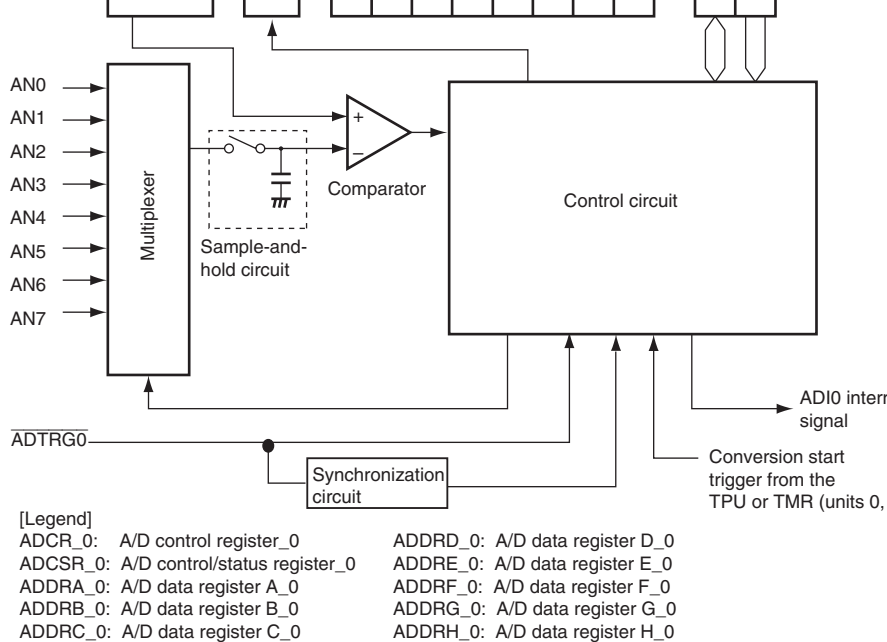 AN0
AN1
AN2
AN3
AN4
AN5
AN6
AN7
Multiplexer
+
–
Comparator
Sample-and-
hold circuit
Control circuit
ADI0
signal
ADTRG0
Synchronization
circuit
Conversion start
trigger from the
TPU or TMR (units 0,
[Legend]
ADCR_0: A/D control register_0
ADCSR_0: A/D control/status register_0
ADDRA_0: A/D data register A_0
ADDRB_0: A/D data register B_0
ADDRC_0: A/D data register C_0
ADDRD_0: A/D data register D_0
ADDRE_0: A/D data register E_0
ADDRF_0: A/D data register F_0
ADDRG_0: A/D data register G_0
ADDRH_0: A/D data register H_0